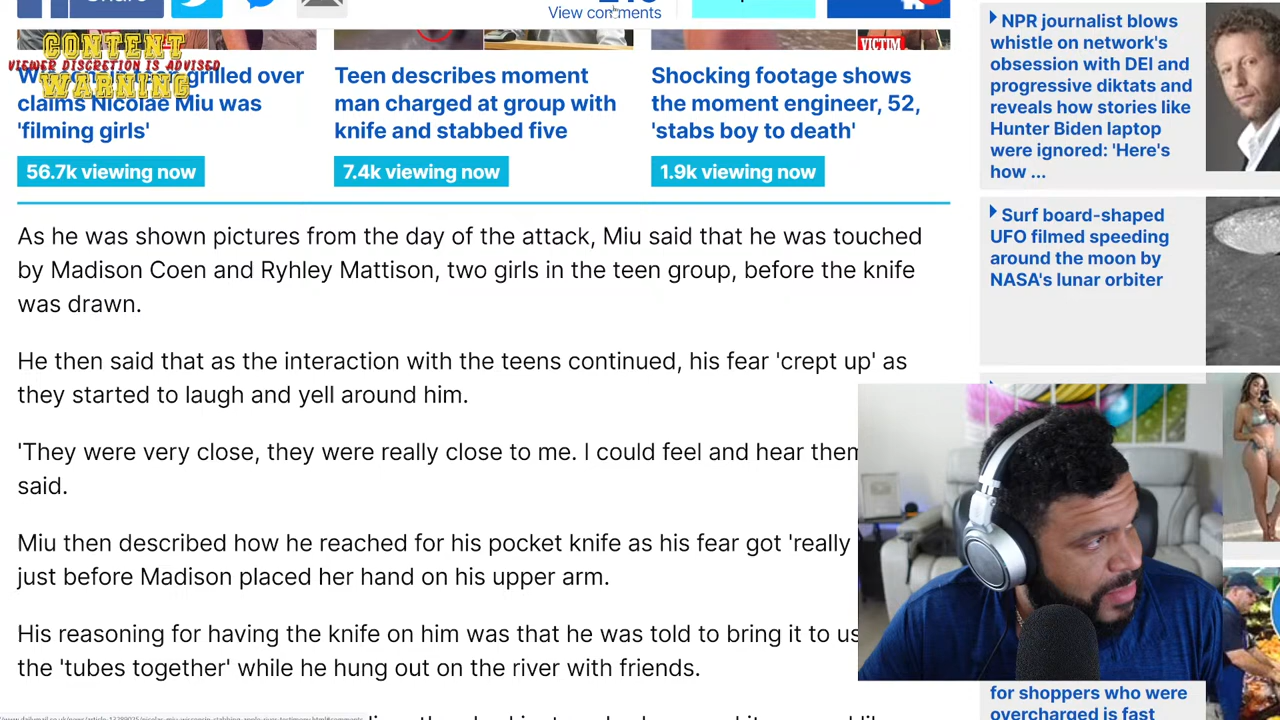 Share
View comments
CONTENT
VIEWER DISCRETION IS ADVISED
WARNING
VICTIM
grilled over
claims Nicolae Miu was
'filming girls'
56.7k viewing now
Teen describes moment
man charged at group with
knife and stabbed five
7.4k viewing now
Shocking footage shows
the moment engineer, 52,
'stabs boy to death'
1.9k viewing now
As he was shown pictures from the day of the attack, Miu said that he was touched
by Madison Coen and Ryhley Mattison, two girls in the teen group, before the knife
was drawn.
He then said that as the interaction with the teens continued, his fear 'crept up' as
they started to laugh and yell around him.
'They were very close, they were really close to me. I could feel and hear them
said.
Miu then described how he reached for his pocket knife as his fear got 'really
just before Madison placed her hand on his upper arm.
His reasoning for having the knife on him was that he was told to bring it to us
the 'tubes together' while he hung out on the river with friends.
NPR journalist blows
whistle on network's
obsession with DEI and
progressive diktats and
reveals how stories like
Hunter Biden laptop
were ignored: 'Here's
how ...
Surf board-shaped
UFO filmed speeding
around the moon by
NASA's lunar orbiter
for shoppers who were
overcharged is fast